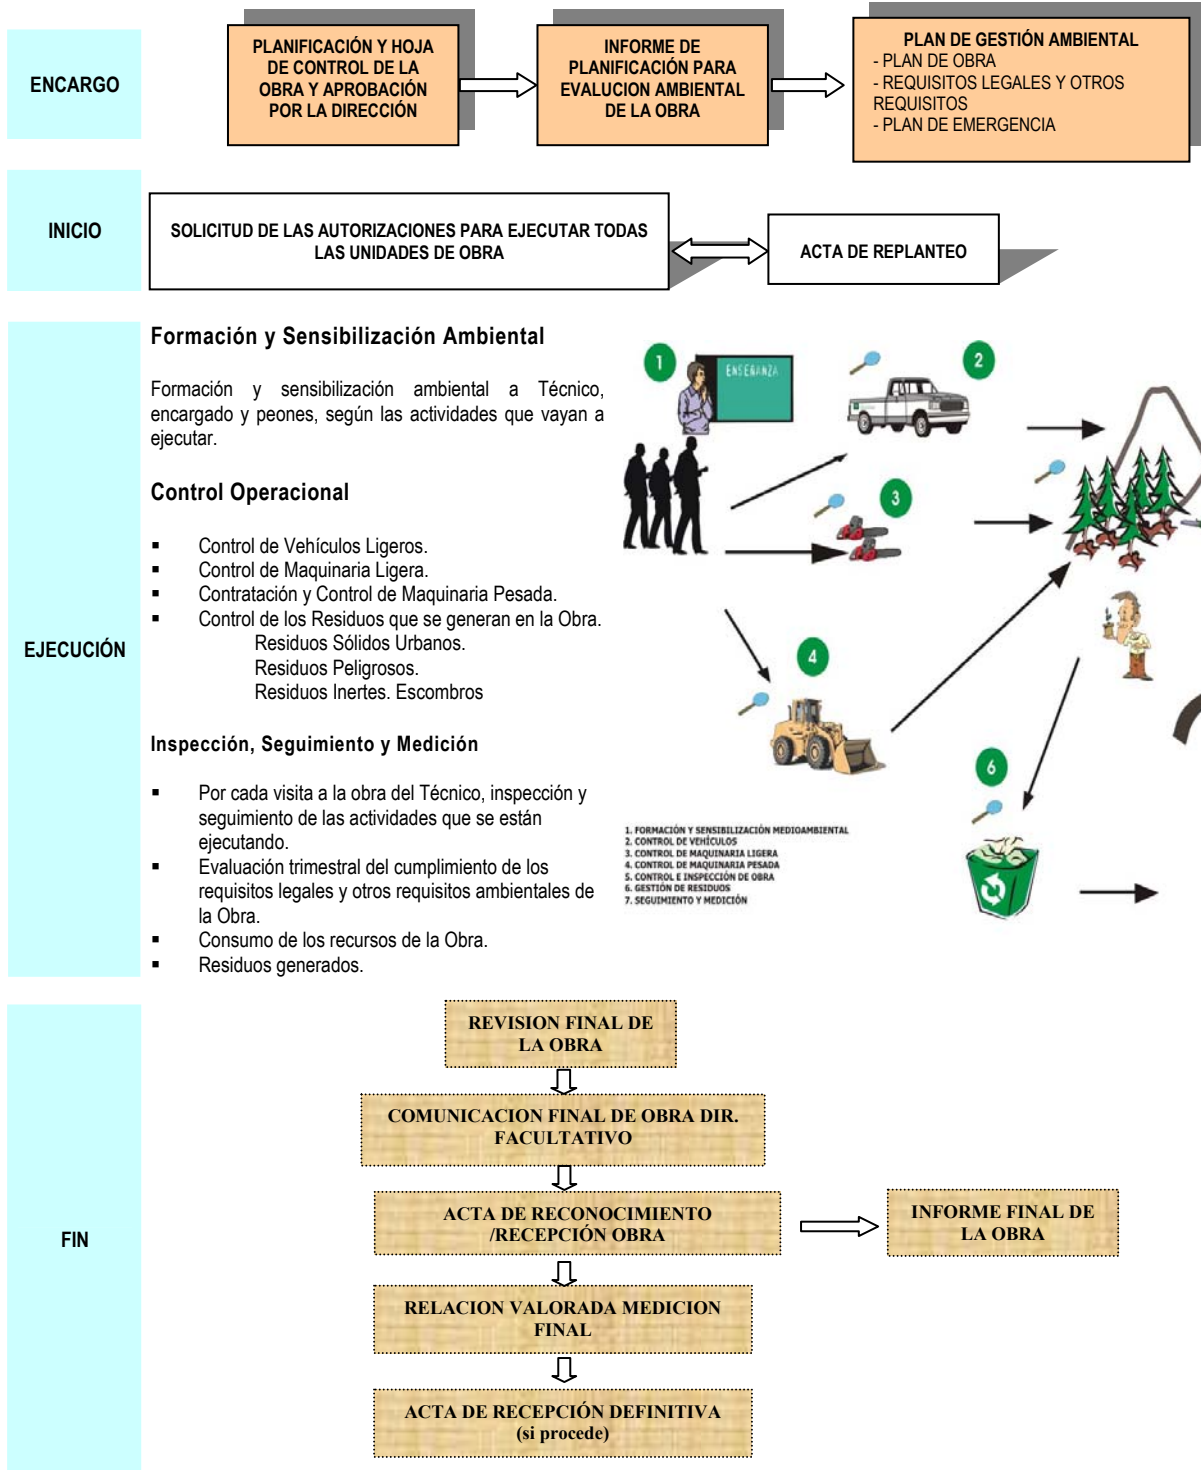 ENCARGO
PLANIFICACIÓN Y HOJA
DE CONTROL DE LA
OBRA Y APROBACIÓN
POR LA DIRECCIÓN
INFORME DE
PLANIFICACIÓN PARA
EVALUCION AMBIENTAL
DE LA OBRA
PLAN DE GESTIÓN AMBIENTAL
- PLAN DE OBRA
- REQUISITOS LEGALES Y OTROS
REQUISITOS
- PLAN DE EMERGENCIA
INICIO
SOLICITUD DE LAS AUTORIZACIONES PARA EJECUTAR TODAS
LAS UNIDADES DE OBRA
ACTA DE REPLANTEO
EJECUCIÓN
Formación y Sensibilización Ambiental
Formación y sensibilización ambiental a Técnico,
encargado y peones, según las actividades que vayan a
ejecutar.
Control Operacional
▪ Control de Vehículos Ligeros.
▪ Control de Maquinaria Ligera.
▪ Contratación y Control de Maquinaria Pesada.
▪ Control de los Residuos que se generan en la Obra.
Residuos Sólidos Urbanos.
Residuos Peligrosos.
Residuos Inertes. Escombros
Inspección, Seguimiento y Medición
▪ Por cada visita a la obra del Técnico, inspección y
seguimiento de las actividades que se están
ejecutando.
▪ Evaluación trimestral del cumplimiento de los
requisitos legales y otros requisitos ambientales de
la Obra.
▪ Consumo de los recursos de la Obra.
▪ Residuos generados.
1
ENSEÑANZA
2
3
4
6
1. FORMACIÓN Y SENSIBILIZACIÓN MEDIOAMBIENTAL
2. CONTROL DE VEHÍCULOS
3. CONTROL DE MAQUINARIA LIGERA
4. CONTROL DE MAQUINARIA PESADA
5. CONTROL E INSPECCIÓN DE OBRA
6. GESTIÓN DE RESIDUOS
7. SEGUIMIENTO Y MEDICIÓN
FIN
REVISION FINAL DE
LA OBRA
COMUNICACION FINAL DE OBRA DIR.
FACULTATIVO
ACTA DE RECONOCIMIENTO
/RECEPCIÓN OBRA
INFORME FINAL DE
LA OBRA
RELACION VALORADA MEDICION
FINAL
ACTA DE RECEPCIÓN DEFINITIVA
(si procede)